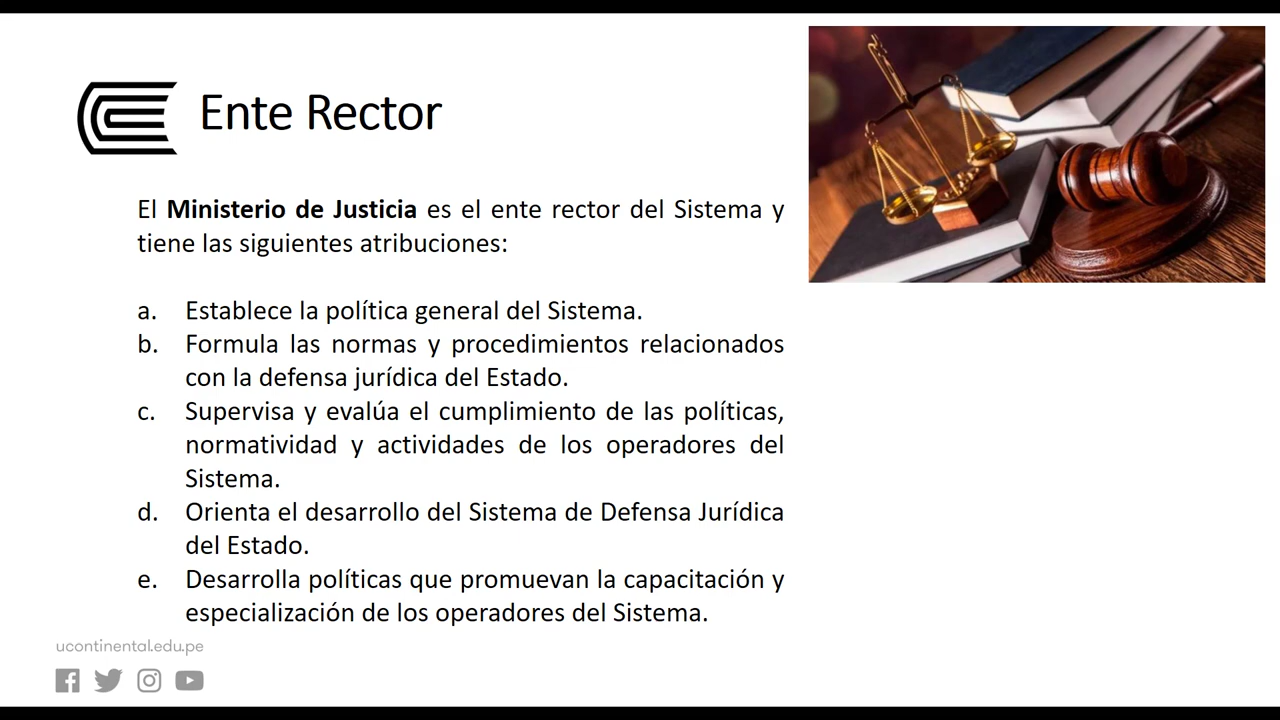 Ente Rector
El Ministerio de Justicia es el ente rector del Sistema y
tiene las siguientes atribuciones:
a. Establece la política general del Sistema.
b. Formula las normas y procedimientos relacionados
con la defensa jurídica del Estado.
c. Supervisa y evalúa el cumplimiento de las políticas,
normatividad y actividades de los operadores del
Sistema.
d. Orienta el desarrollo del Sistema de Defensa Jurídica
del Estado.
e. Desarrolla políticas que promuevan la capacitación y
especialización de los operadores del Sistema.
ucontinental.edu.pe